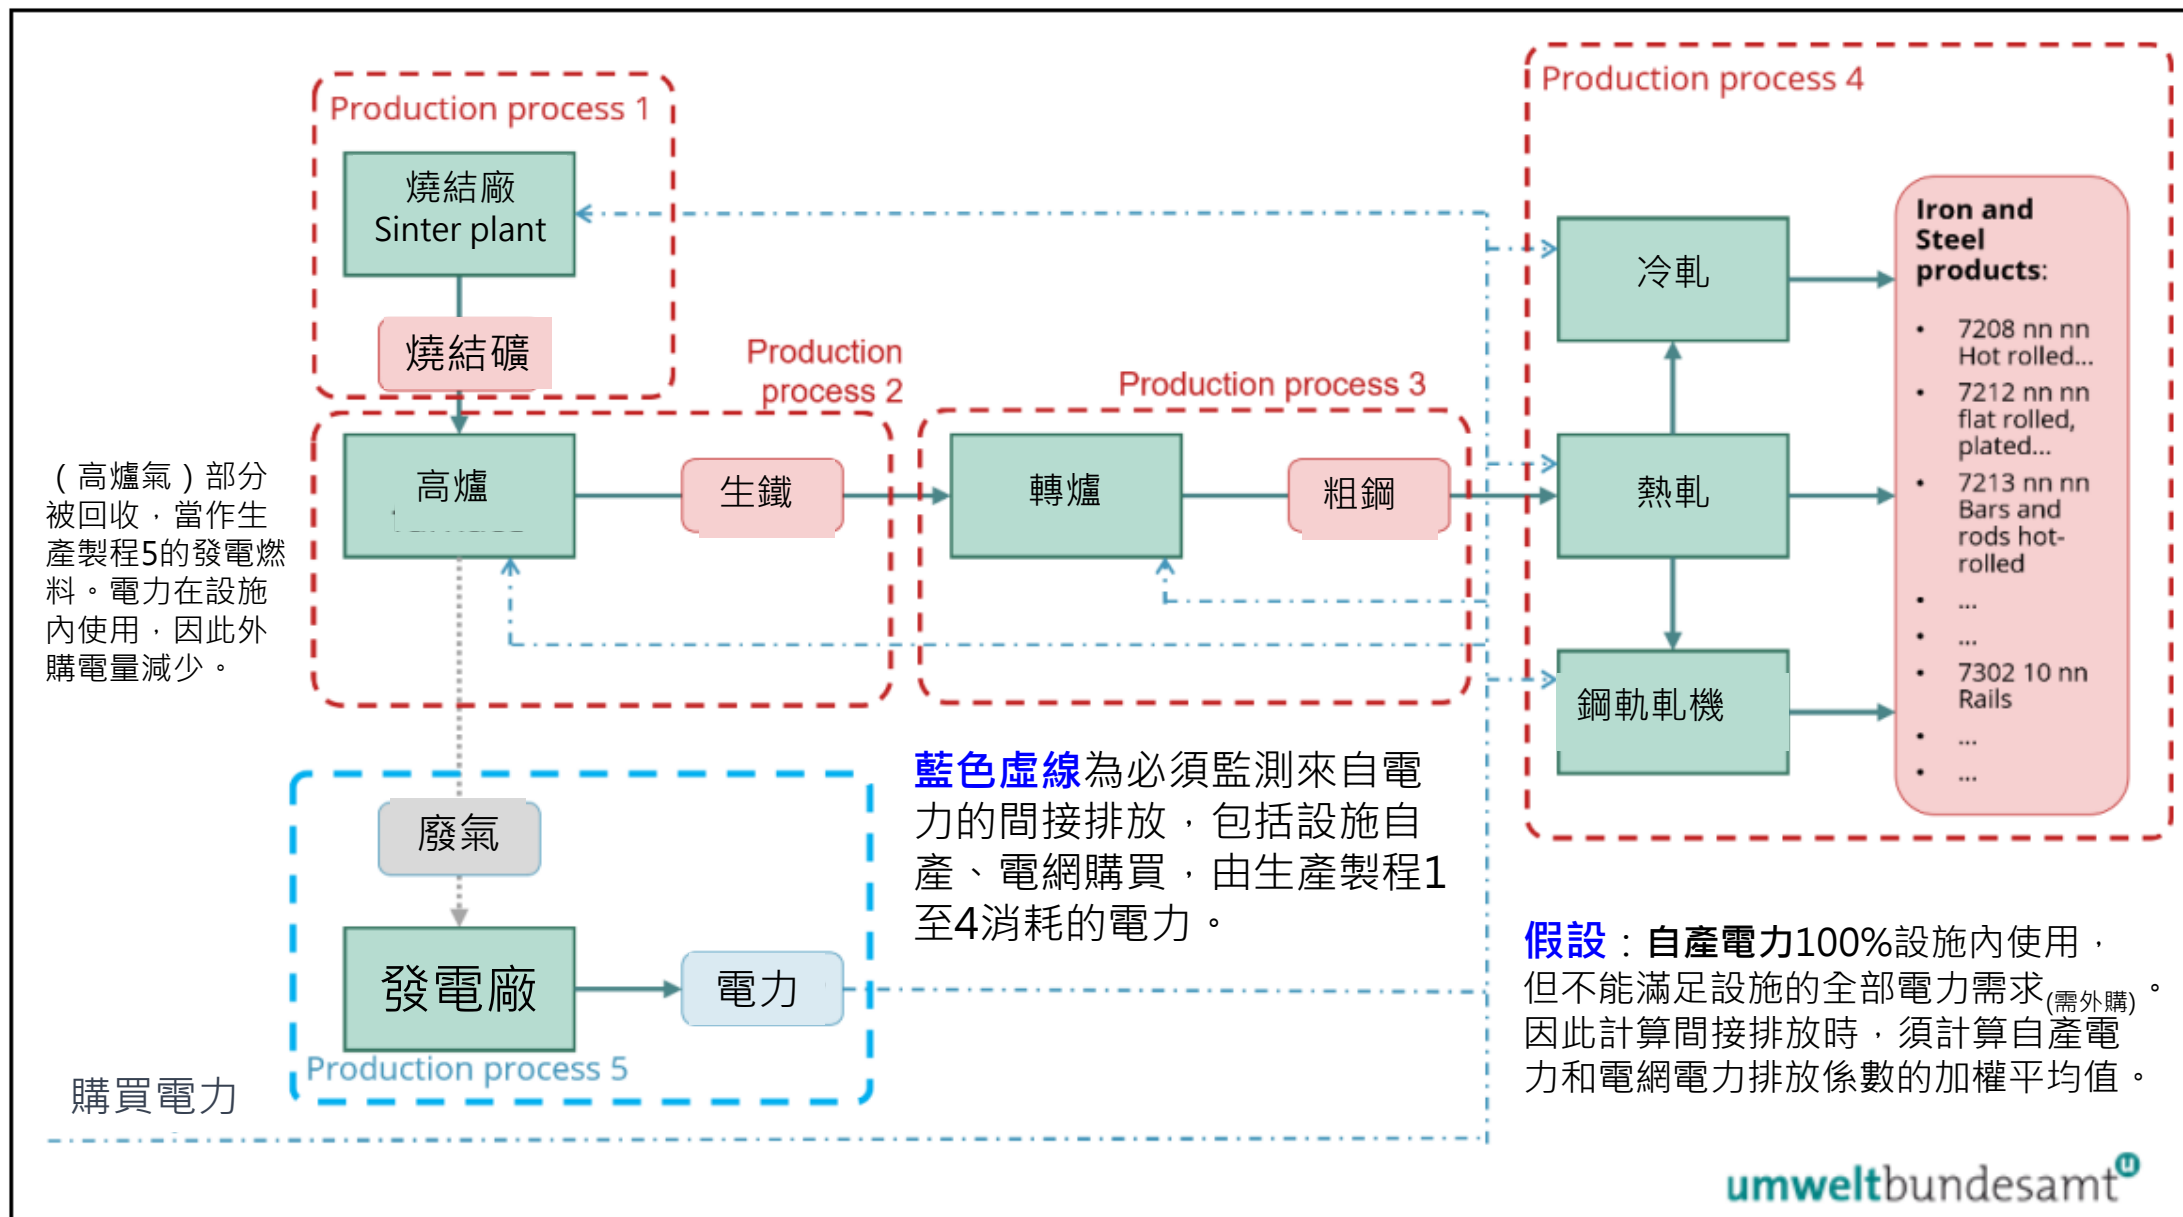 Production process 1
燒結廠
Sinter plant
燒結礦
Production
process 2
高爐
生鐵
（高爐氣）部分
被回收，當作生
產製程5的發電燃
料。電力在設施
內使用，因此外
購電量減少。
Production process 3
轉爐
粗鋼
Production process 4
冷軋
熱軋
鋼軌軋機
Iron and
Steel
products:
• 7208 nn nn
Hot rolled...
• 7212 nn nn
flat rolled,
plated...
• 7213 nn nn
Bars and
rods hot-
rolled
• ...
• ...
• 7302 10 nn
Rails
• ...
• ...
廢氣
發電廠
電力
Production process 5
購買電力
藍色虛線為必須監測來自電
力的間接排放，包括設施自
產、電網購買，由生產製程1
至4消耗的電力。
假設：自產電力100%設施內使用，
但不能滿足設施的全部電力需求(需外購)。
因此計算間接排放時，須計算自產電
力和電網電力排放係數的加權平均值。
umweltbundesamt u